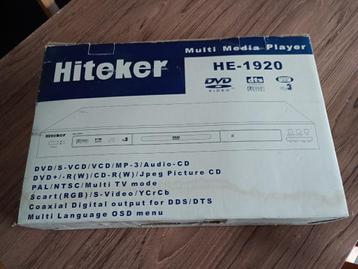 Multi Media Player
Hiteker
HE-1920
DVD
VIDEO
dts
Hiteker
DVD/S-VCD/VCD/MP-3/Audio-CD
DVD+/-R(W)/CD-R(W)/Jpeg Picture CD
PAL/NTSC/Multi TV mode
Scart(RGB)/S-Video/YCrCb
Coaxial Digital output for DDS/DTS
Multi Language OSD menu